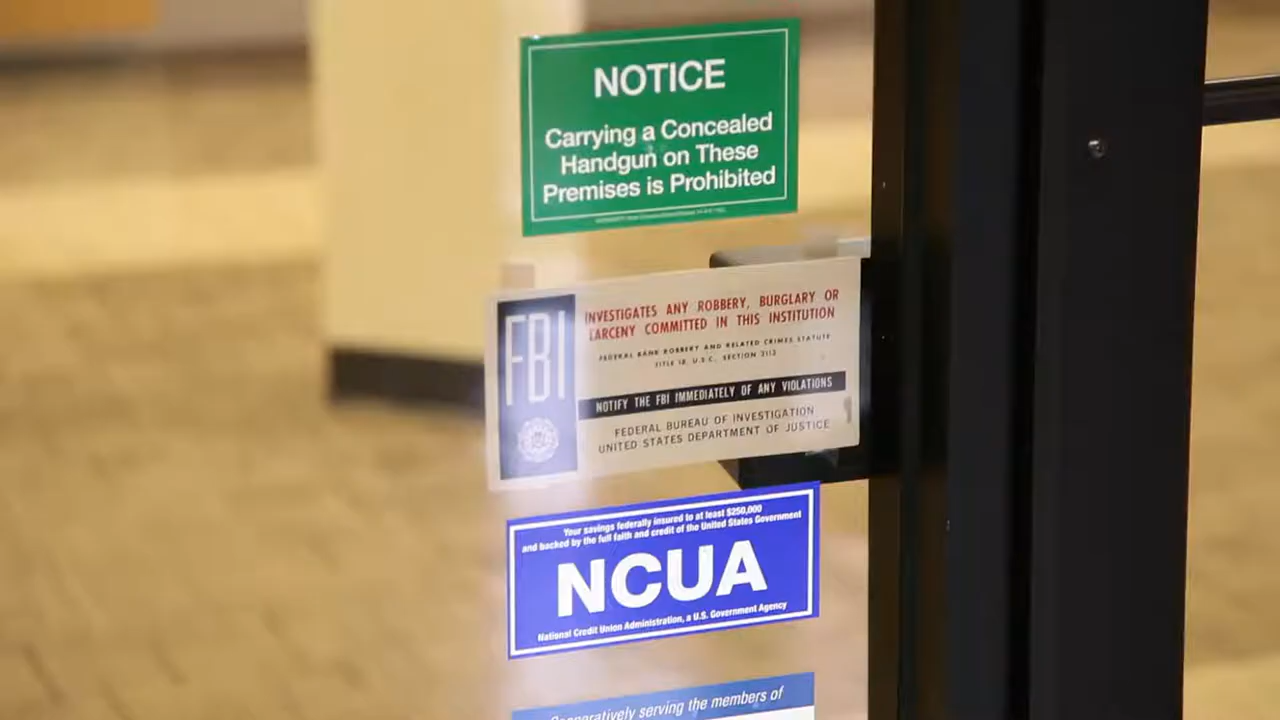 NOTICE
Carrying a Concealed
Handgun on These
Premises is Prohibited
FBI
INVESTIGATES ANY ROBBERY, BURGLARY OR
LARCENY COMMITTED IN THIS INSTITUTION
FEDERAL BANK ROBBERY AND RELATED CRIMES STATUTE
TITLE 18, U.S.C., SECTION 2113
NOTIFY THE FBI IMMEDIATELY OF ANY VIOLATIONS
FEDERAL BUREAU OF INVESTIGATION
UNITED STATES DEPARTMENT OF JUSTICE
Your savings federally insured to at least $250,000
and backed by the full faith and credit of the United States Government
NCUA
National Credit Union Administration, a U.S. Government Agency
Cooperatively serving the members of